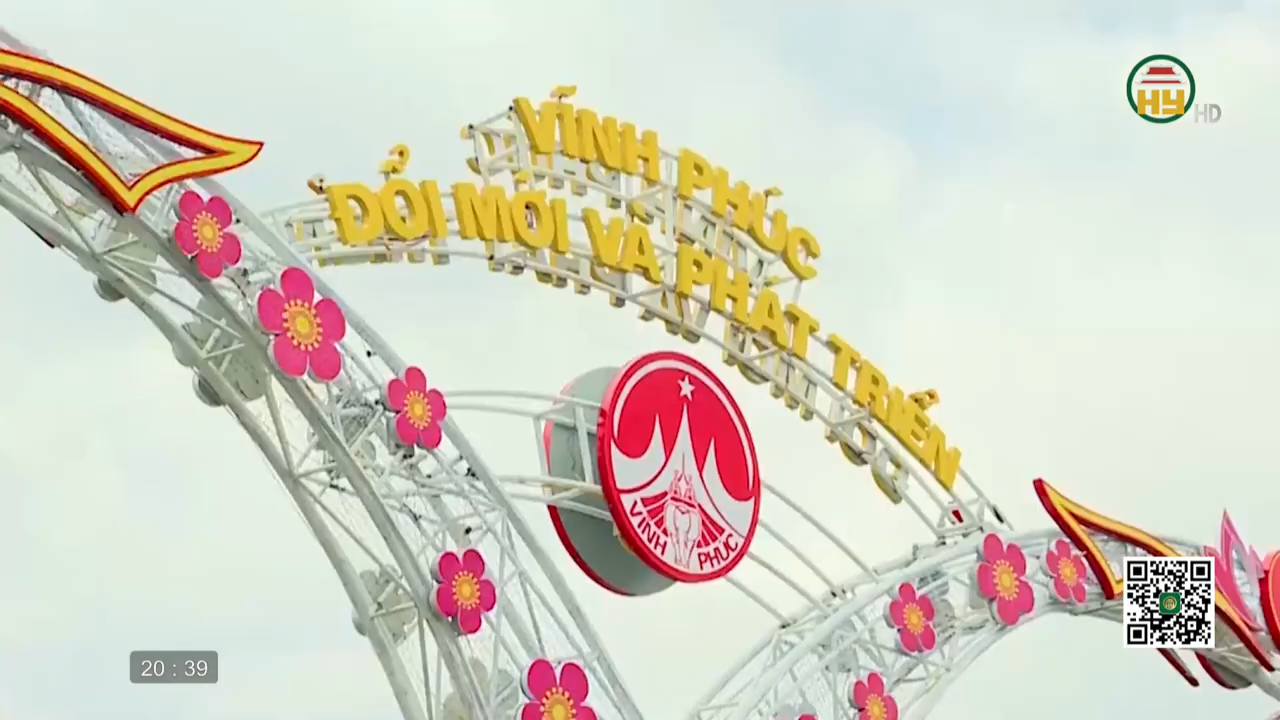 VĨNH PHÚC
ĐỔI MỚI VÀ PHÁT TRIỂN
VĨNH PHÚC
HY HD
20 : 39